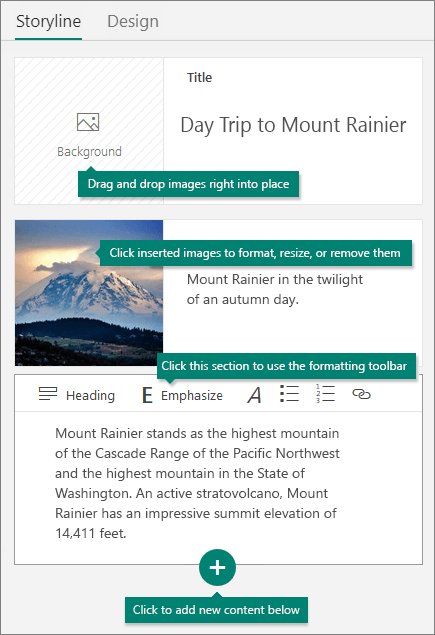 Storyline Design
Title
Day Trip to Mount Rainier
Background
Drag and drop images right into place
Click inserted images to format, resize, or remove them
Mount Rainier in the twilight
of an autumn day.
Click this section to use the formatting toolbar
Heading E Emphasize A 1 2 3
Mount Rainier stands as the highest mountain
of the Cascade Range of the Pacific Northwest
and the highest mountain in the State of
Washington. An active stratovolcano, Mount
Rainier has an impressive summit elevation of
14,411 feet.
Click to add new content below